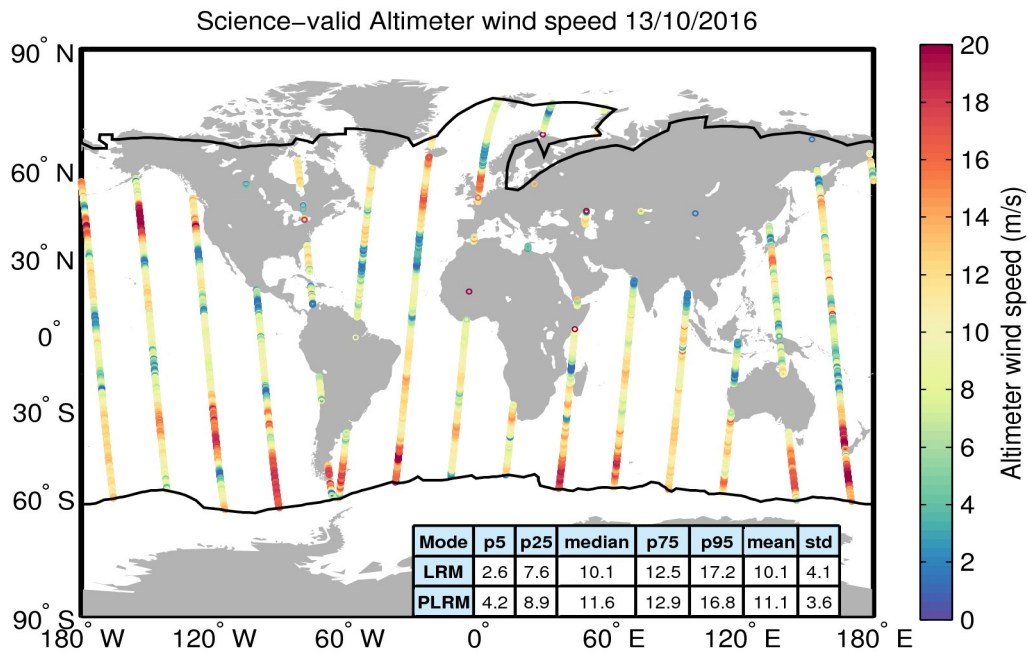 Science−valid Altimeter wind speed 13/10/2016
90° N
60° N
30° N
0°
30° S
60° S
90° S
180° W
120° W
60° W
0°
60° E
120° E
180° E
Mode p5 p25 median p75 p95 mean std
LRM 2.6 7.6 10.1 12.5 17.2 10.1 4.1
PLRM 4.2 8.9 11.6 12.9 16.8 11.1 3.6
20
18
16
14
12
10
8
6
4
2
0
Altimeter wind speed (m/s)